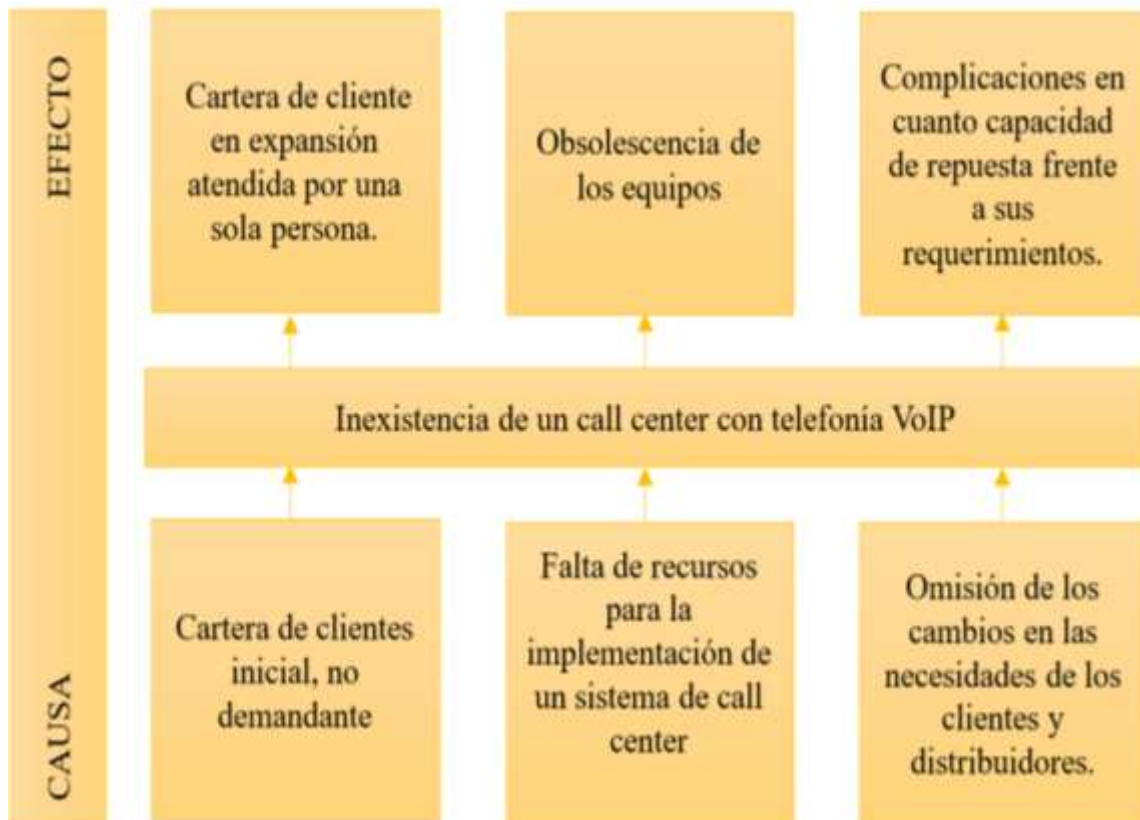 EFECTO
Cartera de cliente
en expansión
atendida por una
sola persona.
Obsolescencia de
los equipos
Complicaciones en
cuanto capacidad
de repuesta frente
a sus
requerimientos.
Inexistencia de un call center con telefonía VoIP
CAUSA
Cartera de clientes
inicial, no
demandante
Falta de recursos
para la
implementación de
un sistema de call
center
Omisión de los
cambios en las
necesidades de los
clientes y
distribuidores.